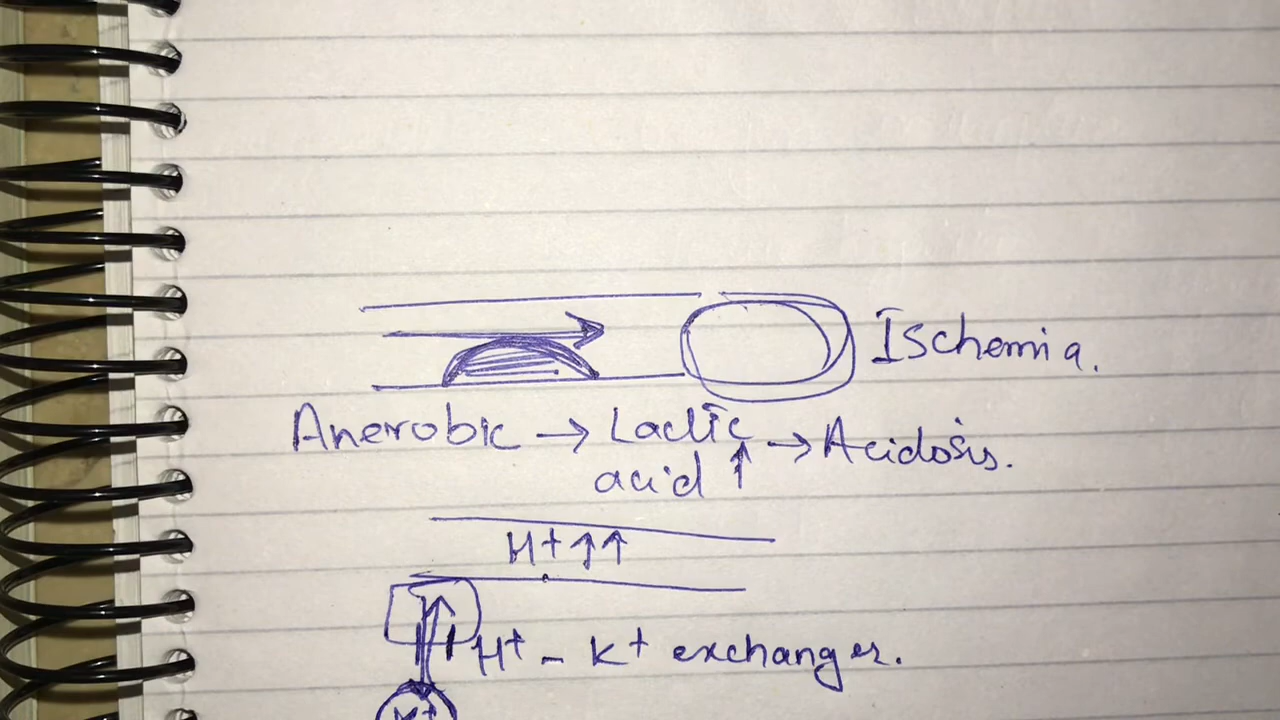 Ischemia.
Anerobic → Lactic → Acidosis.
acid ↑
H+ ↑↑
H+ - K+ exchanger.
K+